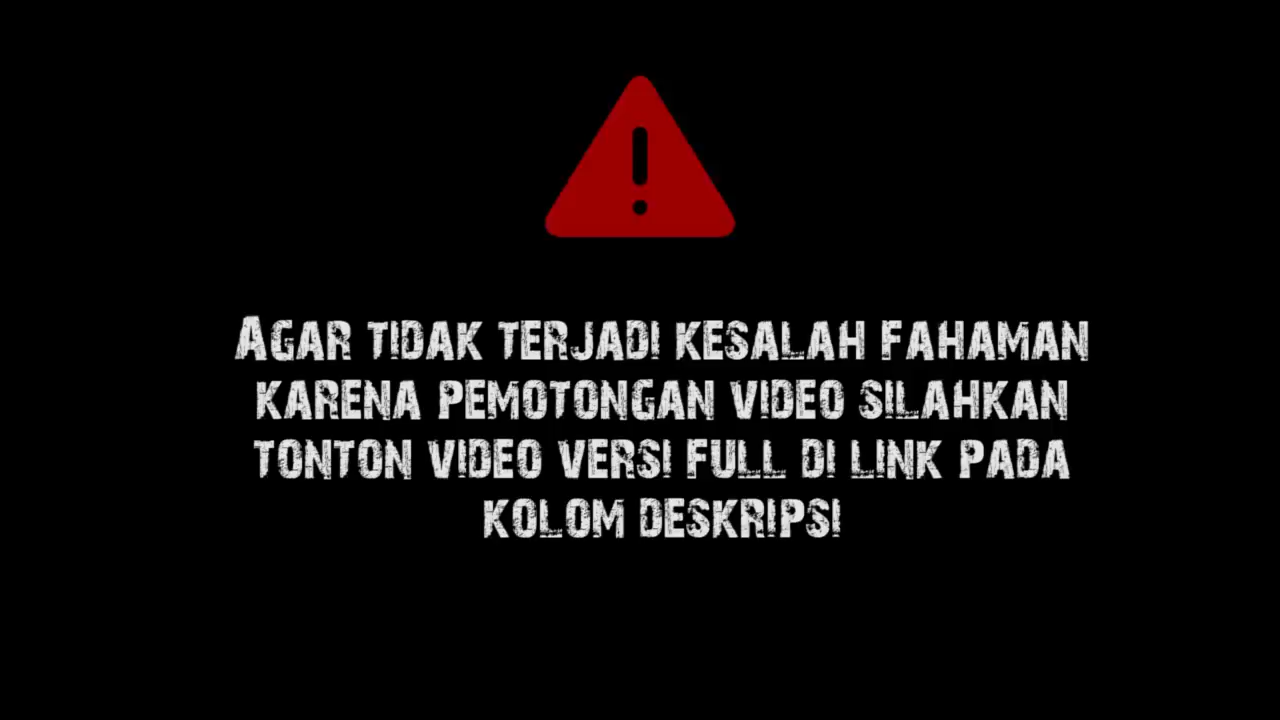 Agar tidak terjadi kesalah fahaman
karena pemotongan video silahkan
tonton video versi full di link pada
kolom deskripsi